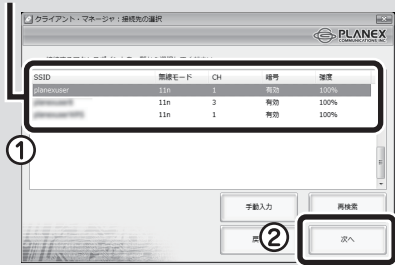 クライアント・マネージャ:接続先の選択
PLANEX
COMMUNICATIONS INC.
SSID 無線モード CH 暗号 強度
planexuser 11n 1 有効 100%
11n 3 有効 100%
11n 1 有効 100%
①
手動入力 再検索
② 次へ